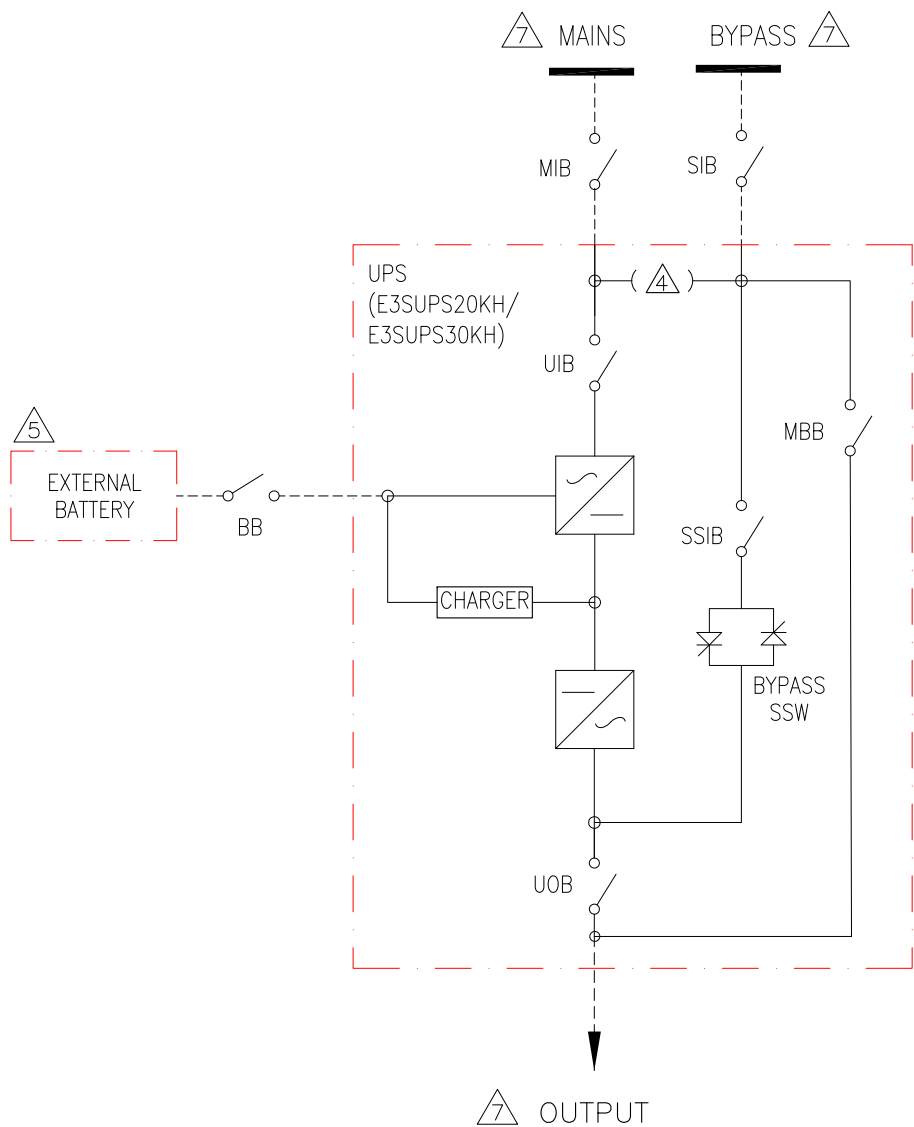 7 MAINS
BYPASS 7
MIB
SIB
UPS
(E3SUPS20KH/
E3SUPS30KH)
( 4 )
UIB
5
MBB
EXTERNAL
BATTERY
BB
SSIB
CHARGER
BYPASS
SSW
UOB
7 OUTPUT